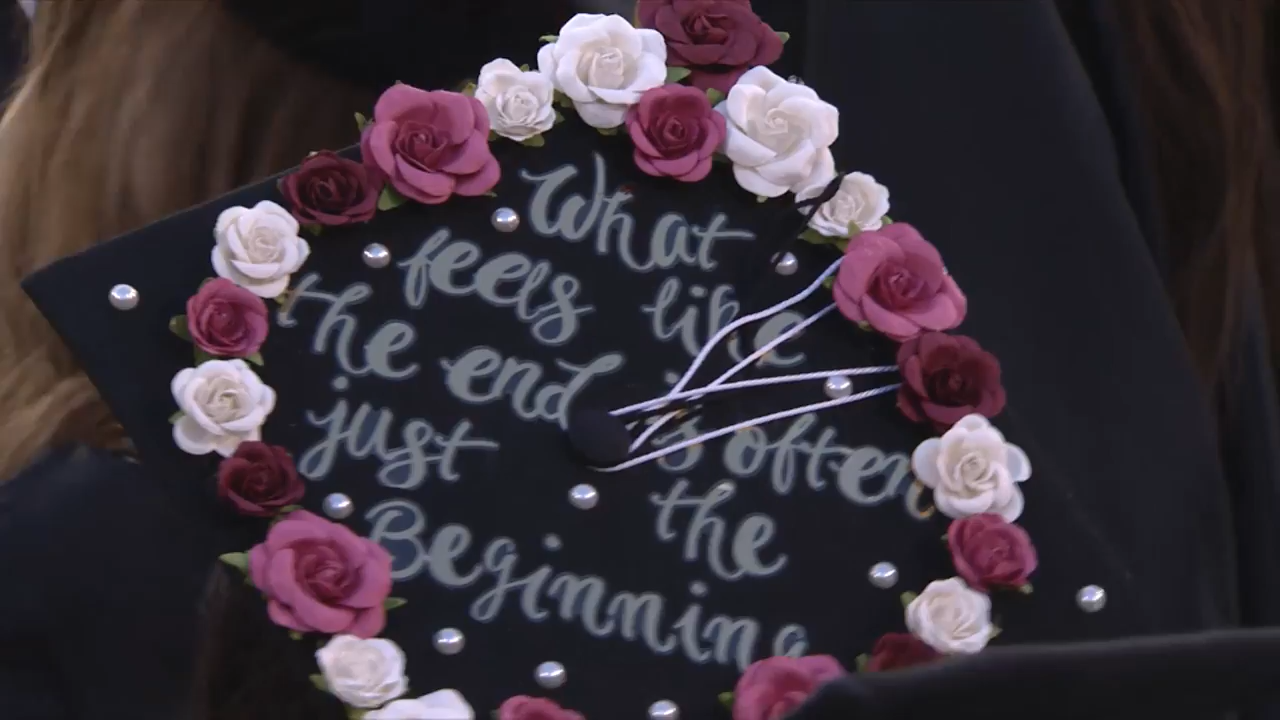 What
feels like
the end is often
just the
Beginning